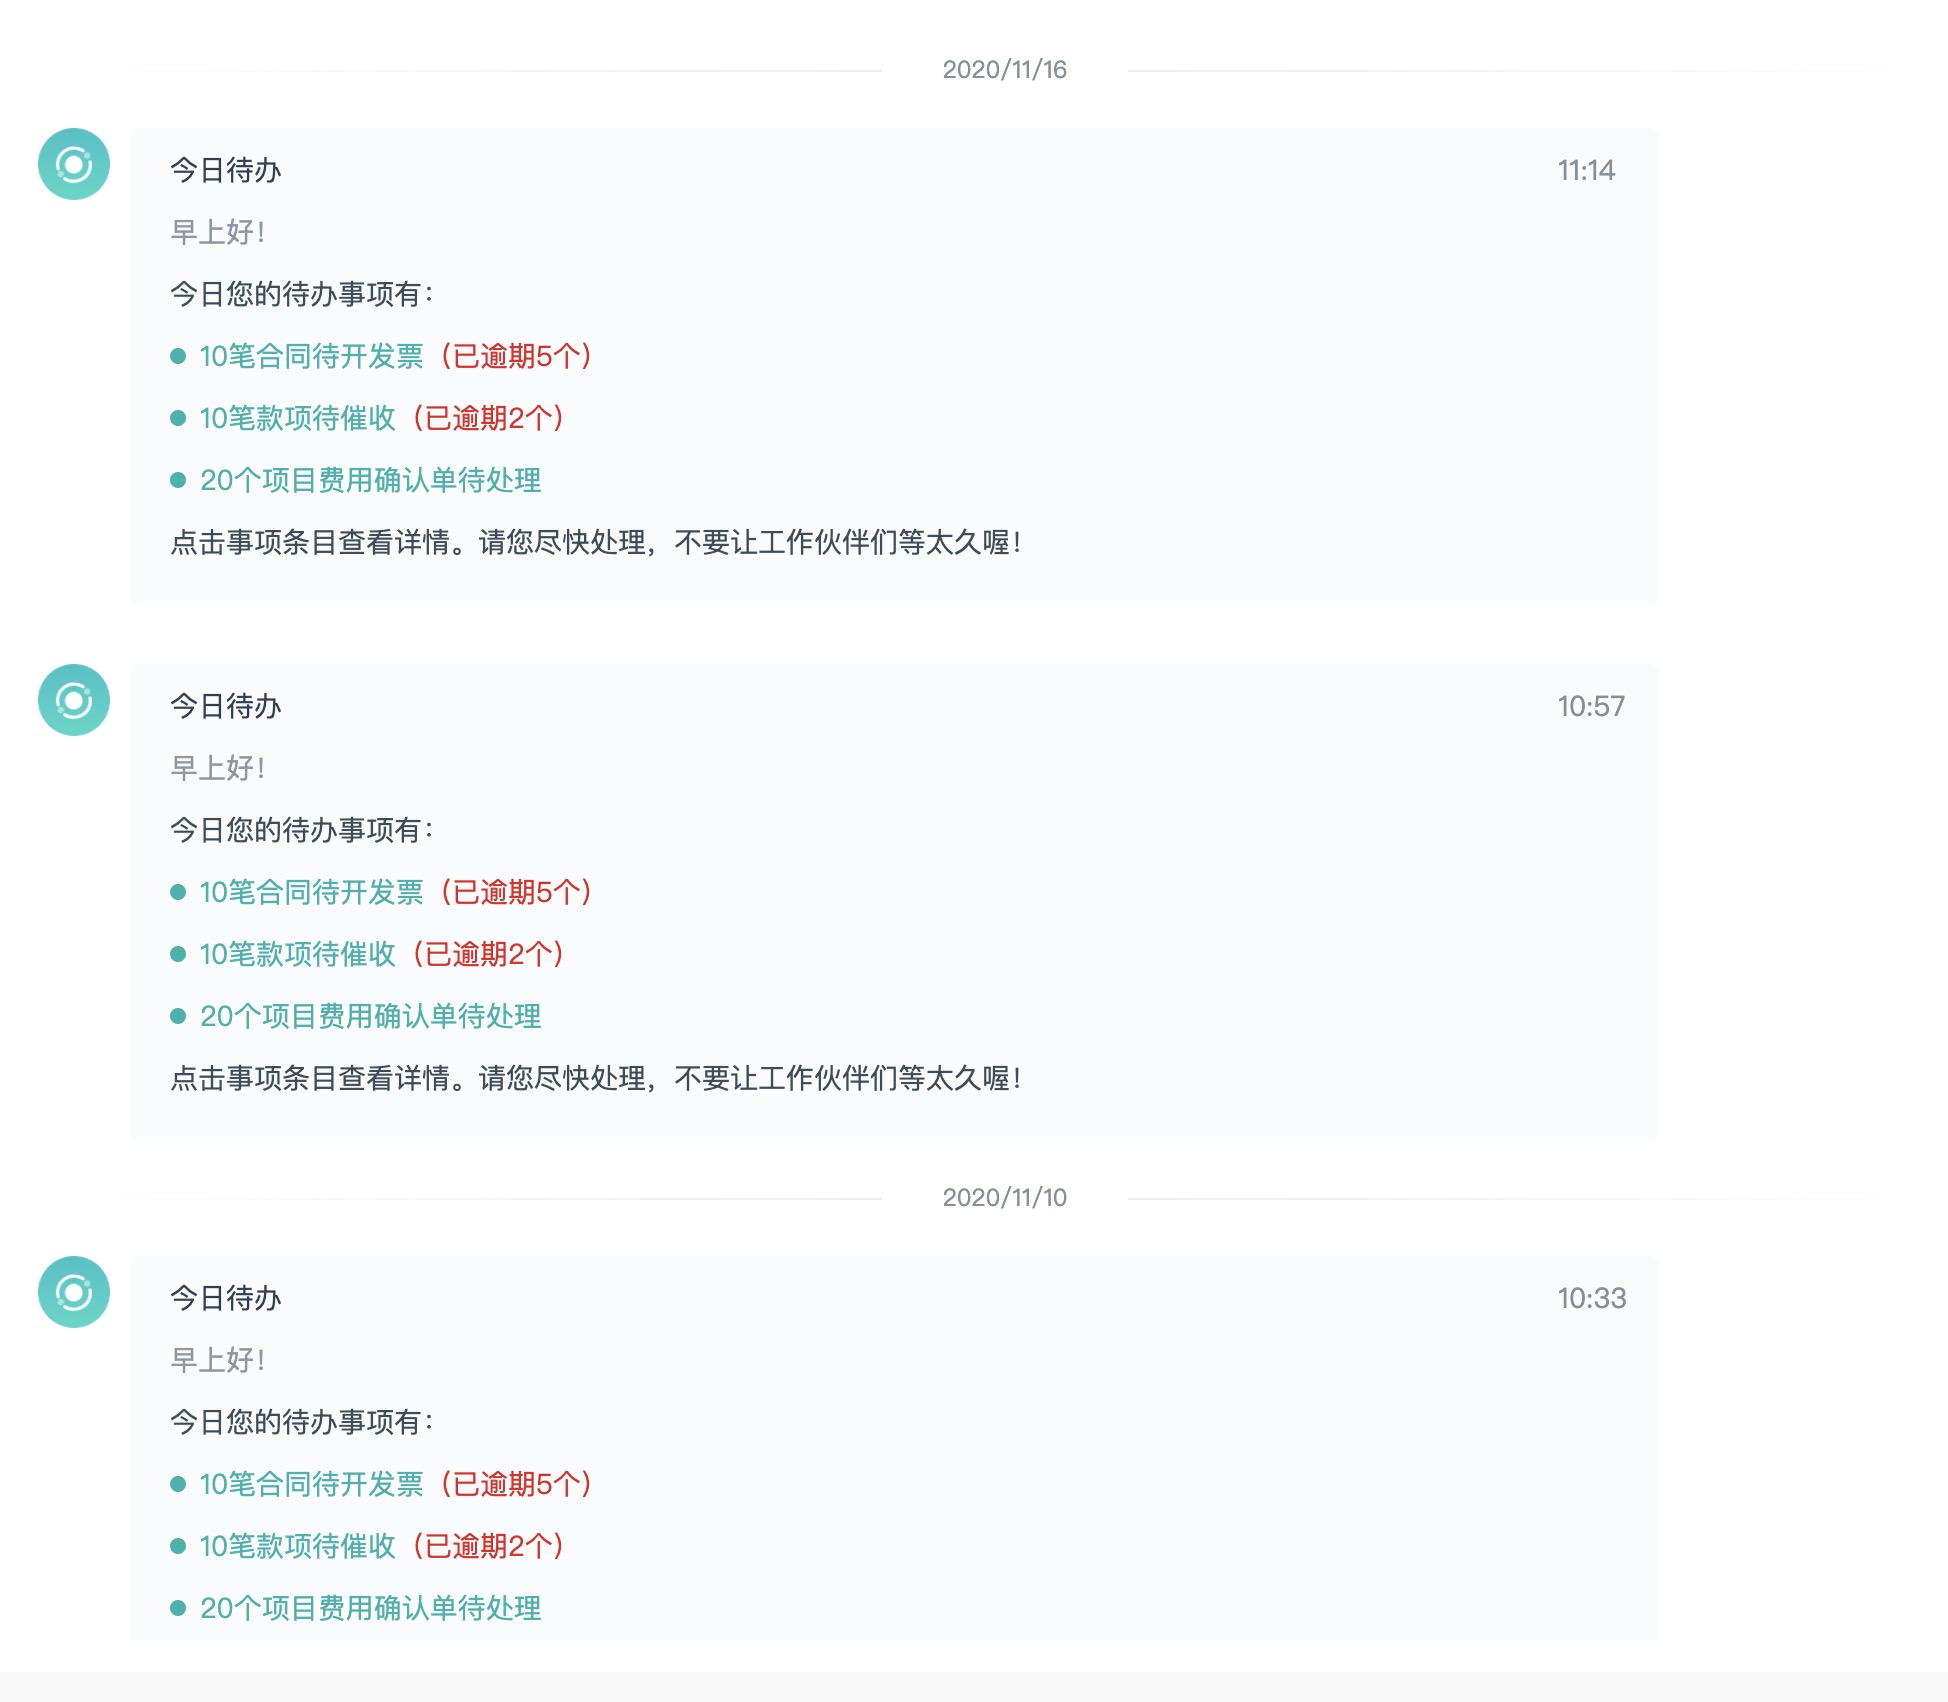 2020/11/16
今日待办 11:14
早上好！
今日您的待办事项有：
10笔合同待开发票（已逾期5个）
10笔款项待催收（已逾期2个）
20个项目费用确认单待处理
点击事项条目查看详情。请您尽快处理，不要让工作伙伴们等太久喔！
今日待办 10:57
早上好！
今日您的待办事项有：
10笔合同待开发票（已逾期5个）
10笔款项待催收（已逾期2个）
20个项目费用确认单待处理
点击事项条目查看详情。请您尽快处理，不要让工作伙伴们等太久喔！
2020/11/10
今日待办 10:33
早上好！
今日您的待办事项有：
10笔合同待开发票（已逾期5个）
10笔款项待催收（已逾期2个）
20个项目费用确认单待处理